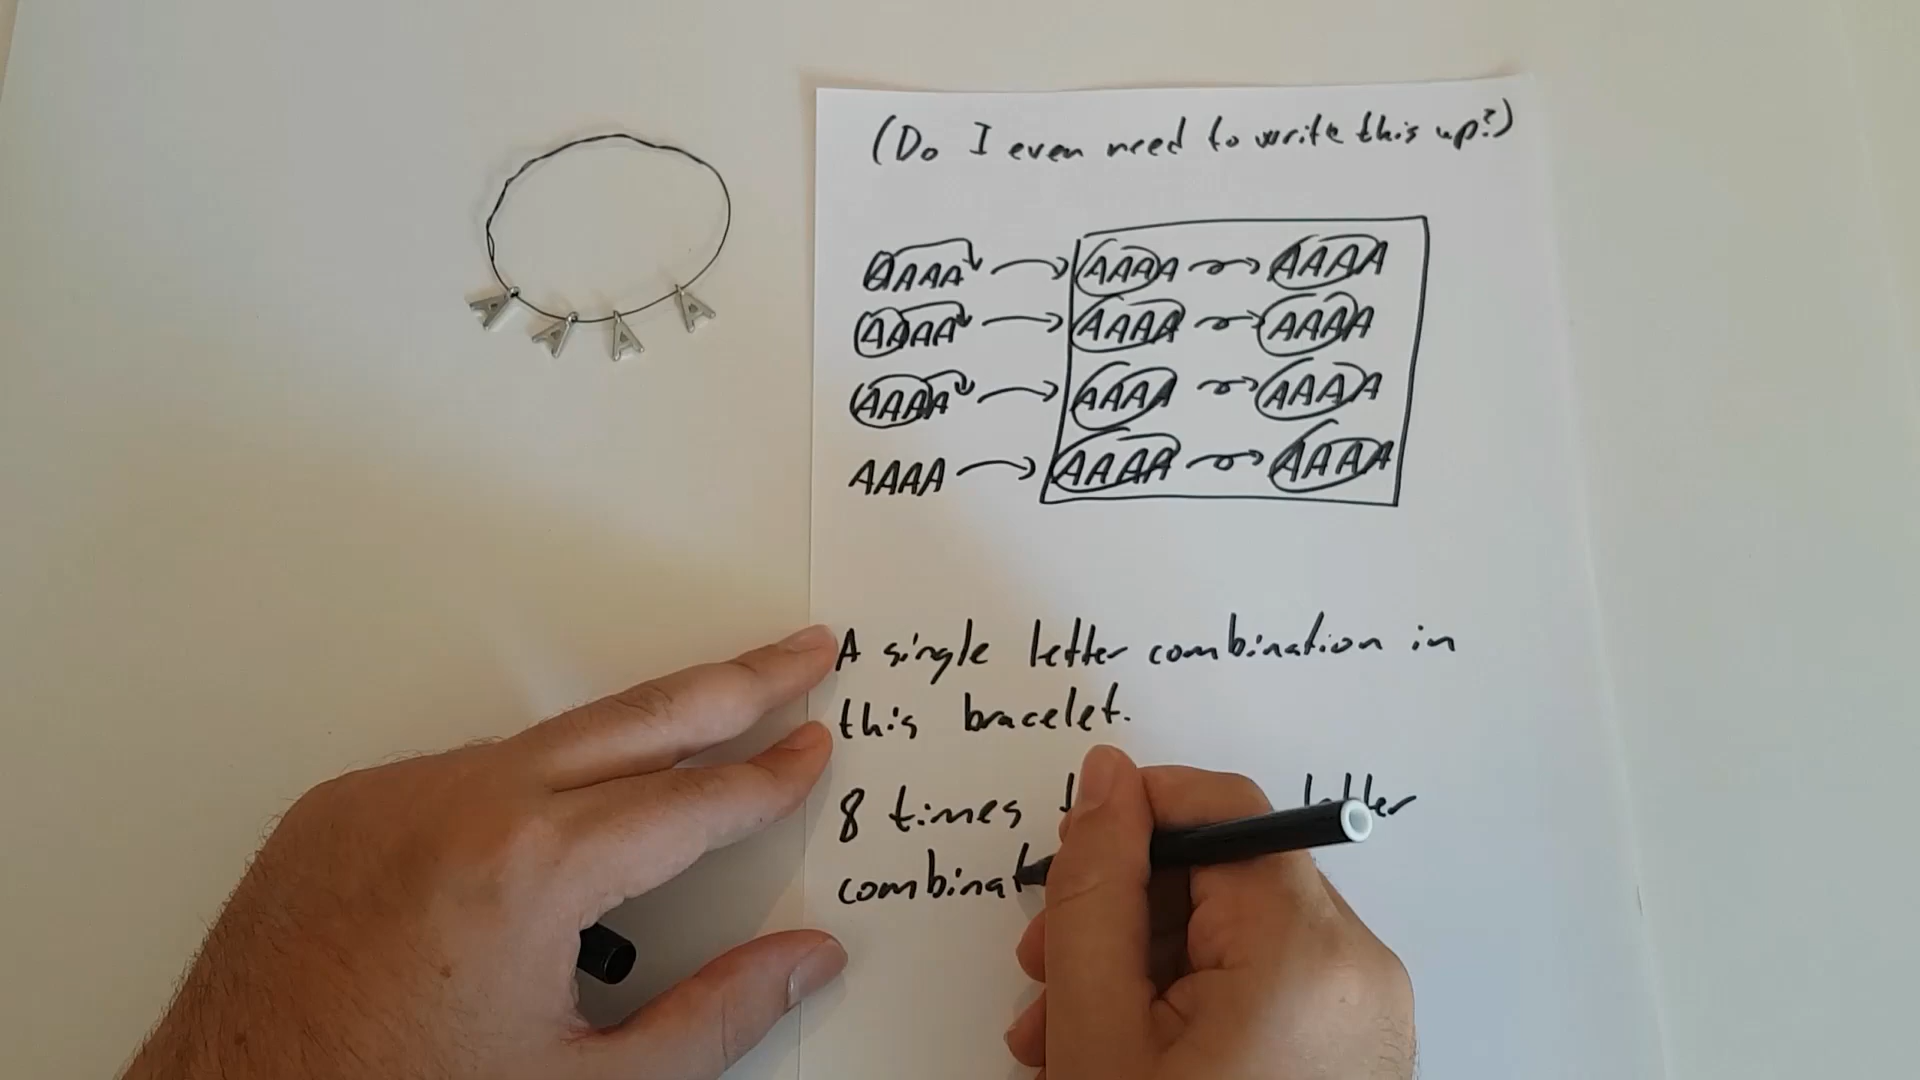 A A A A
(Do I even need to write this up?)
AAAA → AAAA → AAAA
AAAA → AAAA → AAAA
AAAA → AAAA → AAAA
AAAA → AAAA → AAAA
A single letter combination in
this bracelet.
8 times letter
combinat